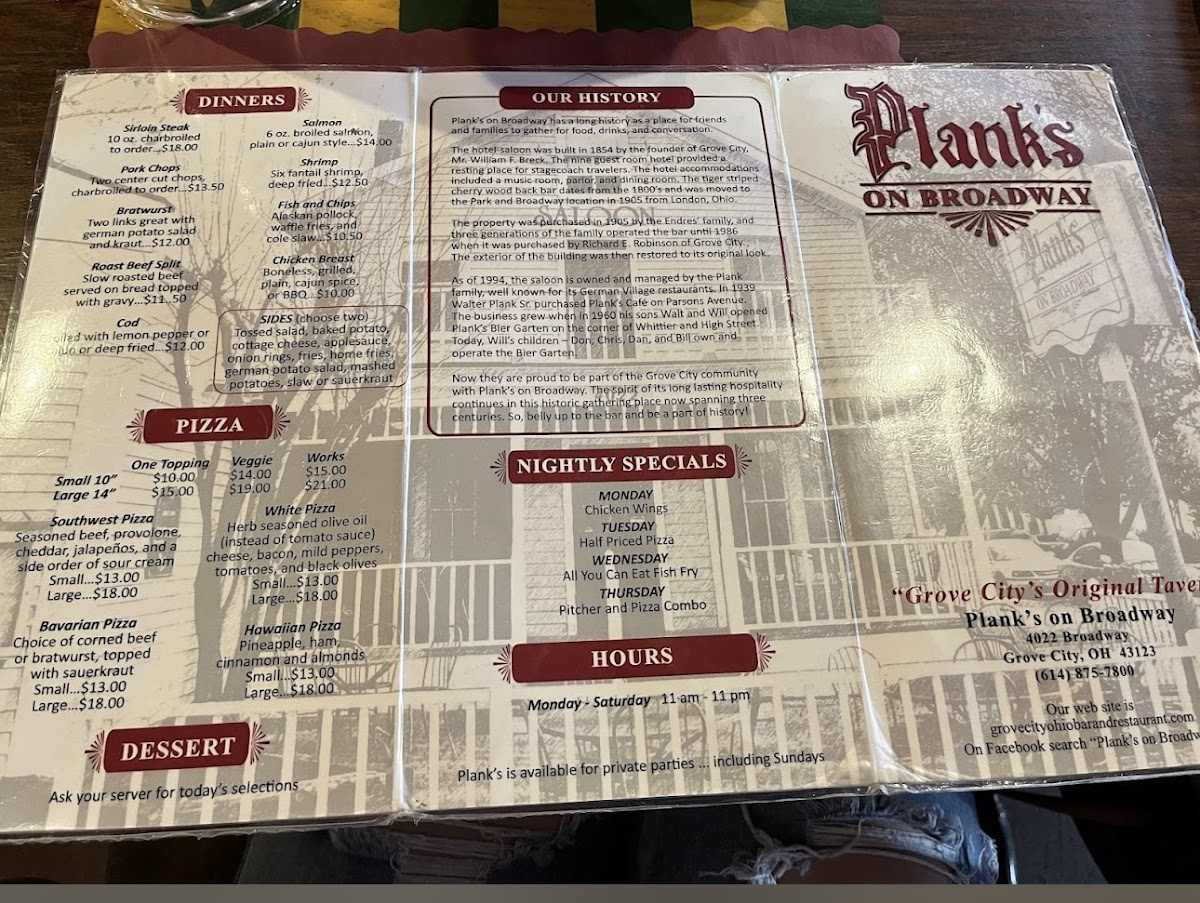 DINNERS
Sirloin Steak
10 oz. charbroiled
to order...$18.00
Pork Chops
Two center cut chops,
charbroiled to order...$13.50
Bratwurst
Two links great with
german potato salad
and kraut...$12.00
Roast Beef Split
Slow roasted beef
served on bread topped
with gravy...$11.50
Cod
with lemon pepper or
or deep fried...$12.00
Salmon
6 oz. broiled salmon,
plain or cajun style...$14.00
Shrimp
Six fantail shrimp,
deep fried...$12.50
Fish and Chips
Alaskan pollock,
waffle fries, and
cole slaw...$10.50
Chicken Breast
Boneless, grilled,
plain, cajun spice,
or BBQ...$10.00
SIDES (choose two)
Tossed salad, baked potato,
cottage cheese, applesauce,
onion rings, fries, home fries,
german potato salad, mashed
potatoes, slaw or sauerkraut
PIZZA
One Topping Veggie Works
Small 10” $10.00 $14.00 $15.00
Large 14” $15.00 $19.00 $21.00
Southwest Pizza
Seasoned beef, provolone,
cheddar, jalapeños, and a
side order of sour cream
Small...$13.00
Large...$18.00
Bavarian Pizza
Choice of corned beef
or bratwurst, topped
with sauerkraut
Small...$13.00
Large...$18.00
White Pizza
Herb seasoned olive oil
(instead of tomato sauce)
cheese, bacon, mild peppers,
tomatoes, and black olives
Small...$13.00
Large...$18.00
Hawaiian Pizza
Pineapple, ham,
cinnamon and almonds
Small...$13.00
Large...$18.00
DESSERT
Ask your server for today’s selections
OUR HISTORY
Plank’s on Broadway has a long history as a place for friends
and families to gather for food, drinks, and conversation.
The hotel-saloon was built in 1854 by the founder of Grove City,
Mr. William F. Breck. The nine guest room hotel provided a
resting place for stagecoach travelers. The hotel accommodations
included a music room, parlor and dining room. The tiger striped
cherry wood back bar dates from the 1800’s and was moved to
the Park and Broadway location in 1905 from London, Ohio.
The property was purchased in 1905 by the Endres’ family, and
three generations of the family operated the bar until 1986
when it was purchased by Richard E. Robinson of Grove City.
The exterior of the building was then restored to its original look.
As of 1994, the saloon is owned and managed by the Plank
family, well known for its German Village restaurants. In 1939
Walter Plank Sr. purchased Plank’s Café on Parsons Avenue.
The business grew when in 1960 his sons Walt and Will opened
Plank’s Bier Garten on the corner of Whittier and High Street.
Today, Will’s children – Don, Chris, Dan, and Bill own and
operate the Bier Garten.
Now they are proud to be part of the Grove City community
with Plank’s on Broadway. The spirit of its long lasting hospitality
continues in this historic gathering place now spanning three
centuries. So, belly up to the bar and be a part of history!
NIGHTLY SPECIALS
MONDAY
Chicken Wings
TUESDAY
Half Priced Pizza
WEDNESDAY
All You Can Eat Fish Fry
THURSDAY
Pitcher and Pizza Combo
HOURS
Monday - Saturday 11 am - 11 pm
Plank’s is available for private parties ... including Sundays
Plank’s
ON BROADWAY
“Grove City’s Original
Plank’s on Broadway
4022 Broadway
Grove City, OH 43123
(614) 875-7800
Our web site is
grovecityohiobarandrestaurant.com
On Facebook search “Plank’s on